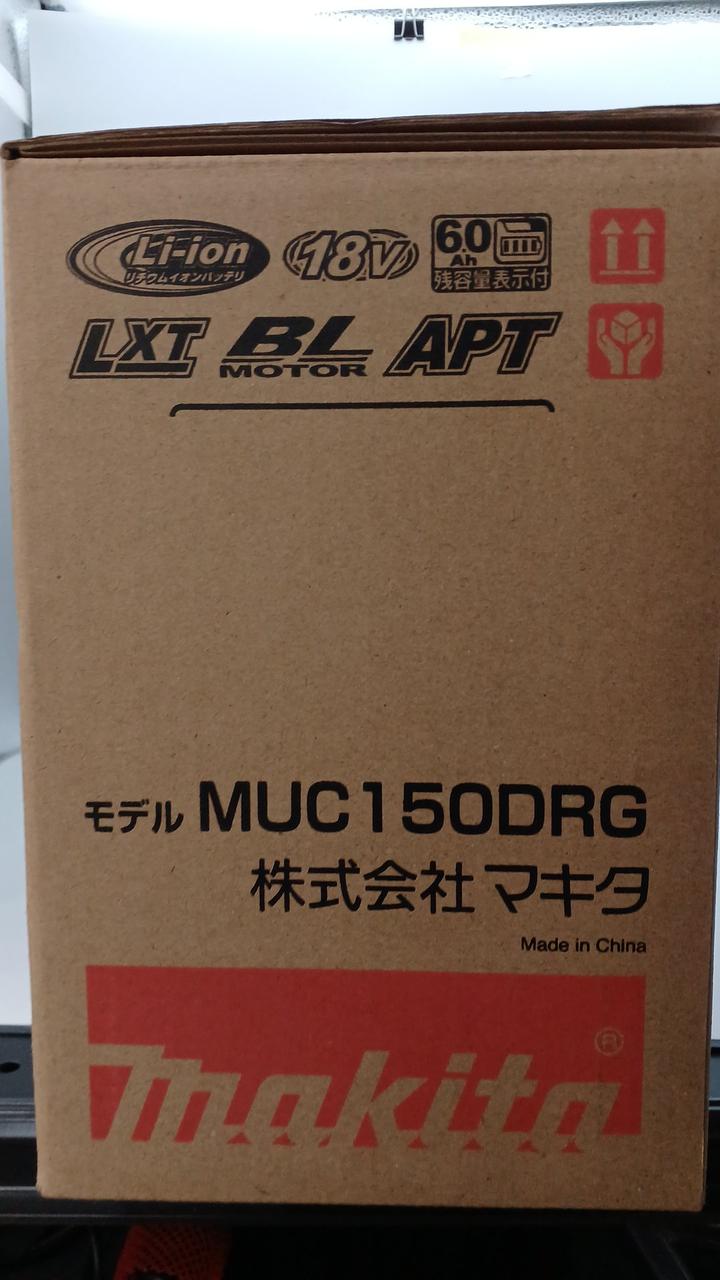 Li-ion
リチウムイオンバッテリ
18V
6.0
Ah
残容量表示付
LXT BL APT
MOTOR
モデル MUC150DRG
株式会社マキタ
Made in China
makita ®